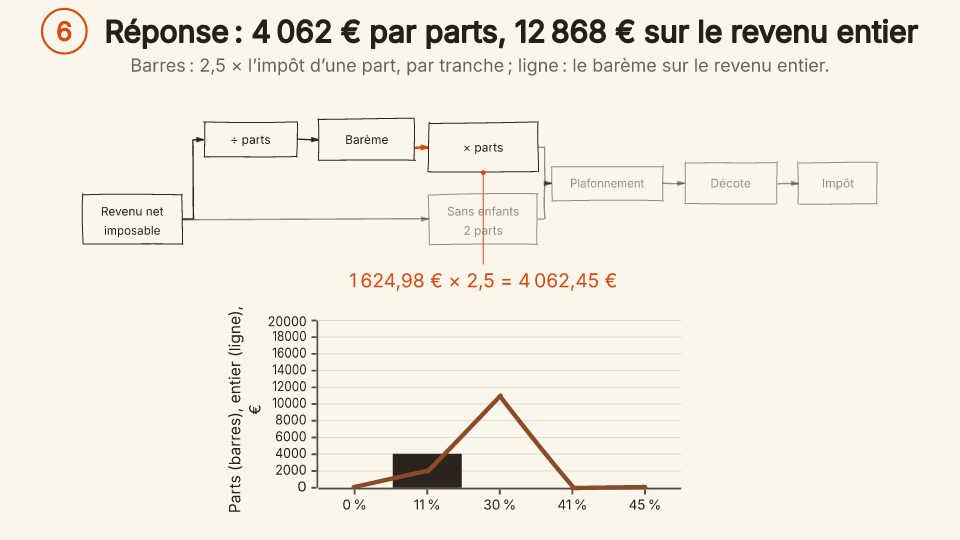 6
Réponse : 4 062 € par parts, 12 868 € sur le revenu entier
Barres : 2,5 × l’impôt d’une part, par tranche ; ligne : le barème sur le revenu entier.
÷ parts
Barème
× parts
Plafonnement
Décote
Impôt
Revenu net
imposable
Sans enfants
2 parts
1 624,98 € × 2,5 = 4 062,45 €
Parts (barres), entier (ligne),
€
20000
18000
16000
14000
12000
10000
8000
6000
4000
2000
0
0 %
11 %
30 %
41 %
45 %